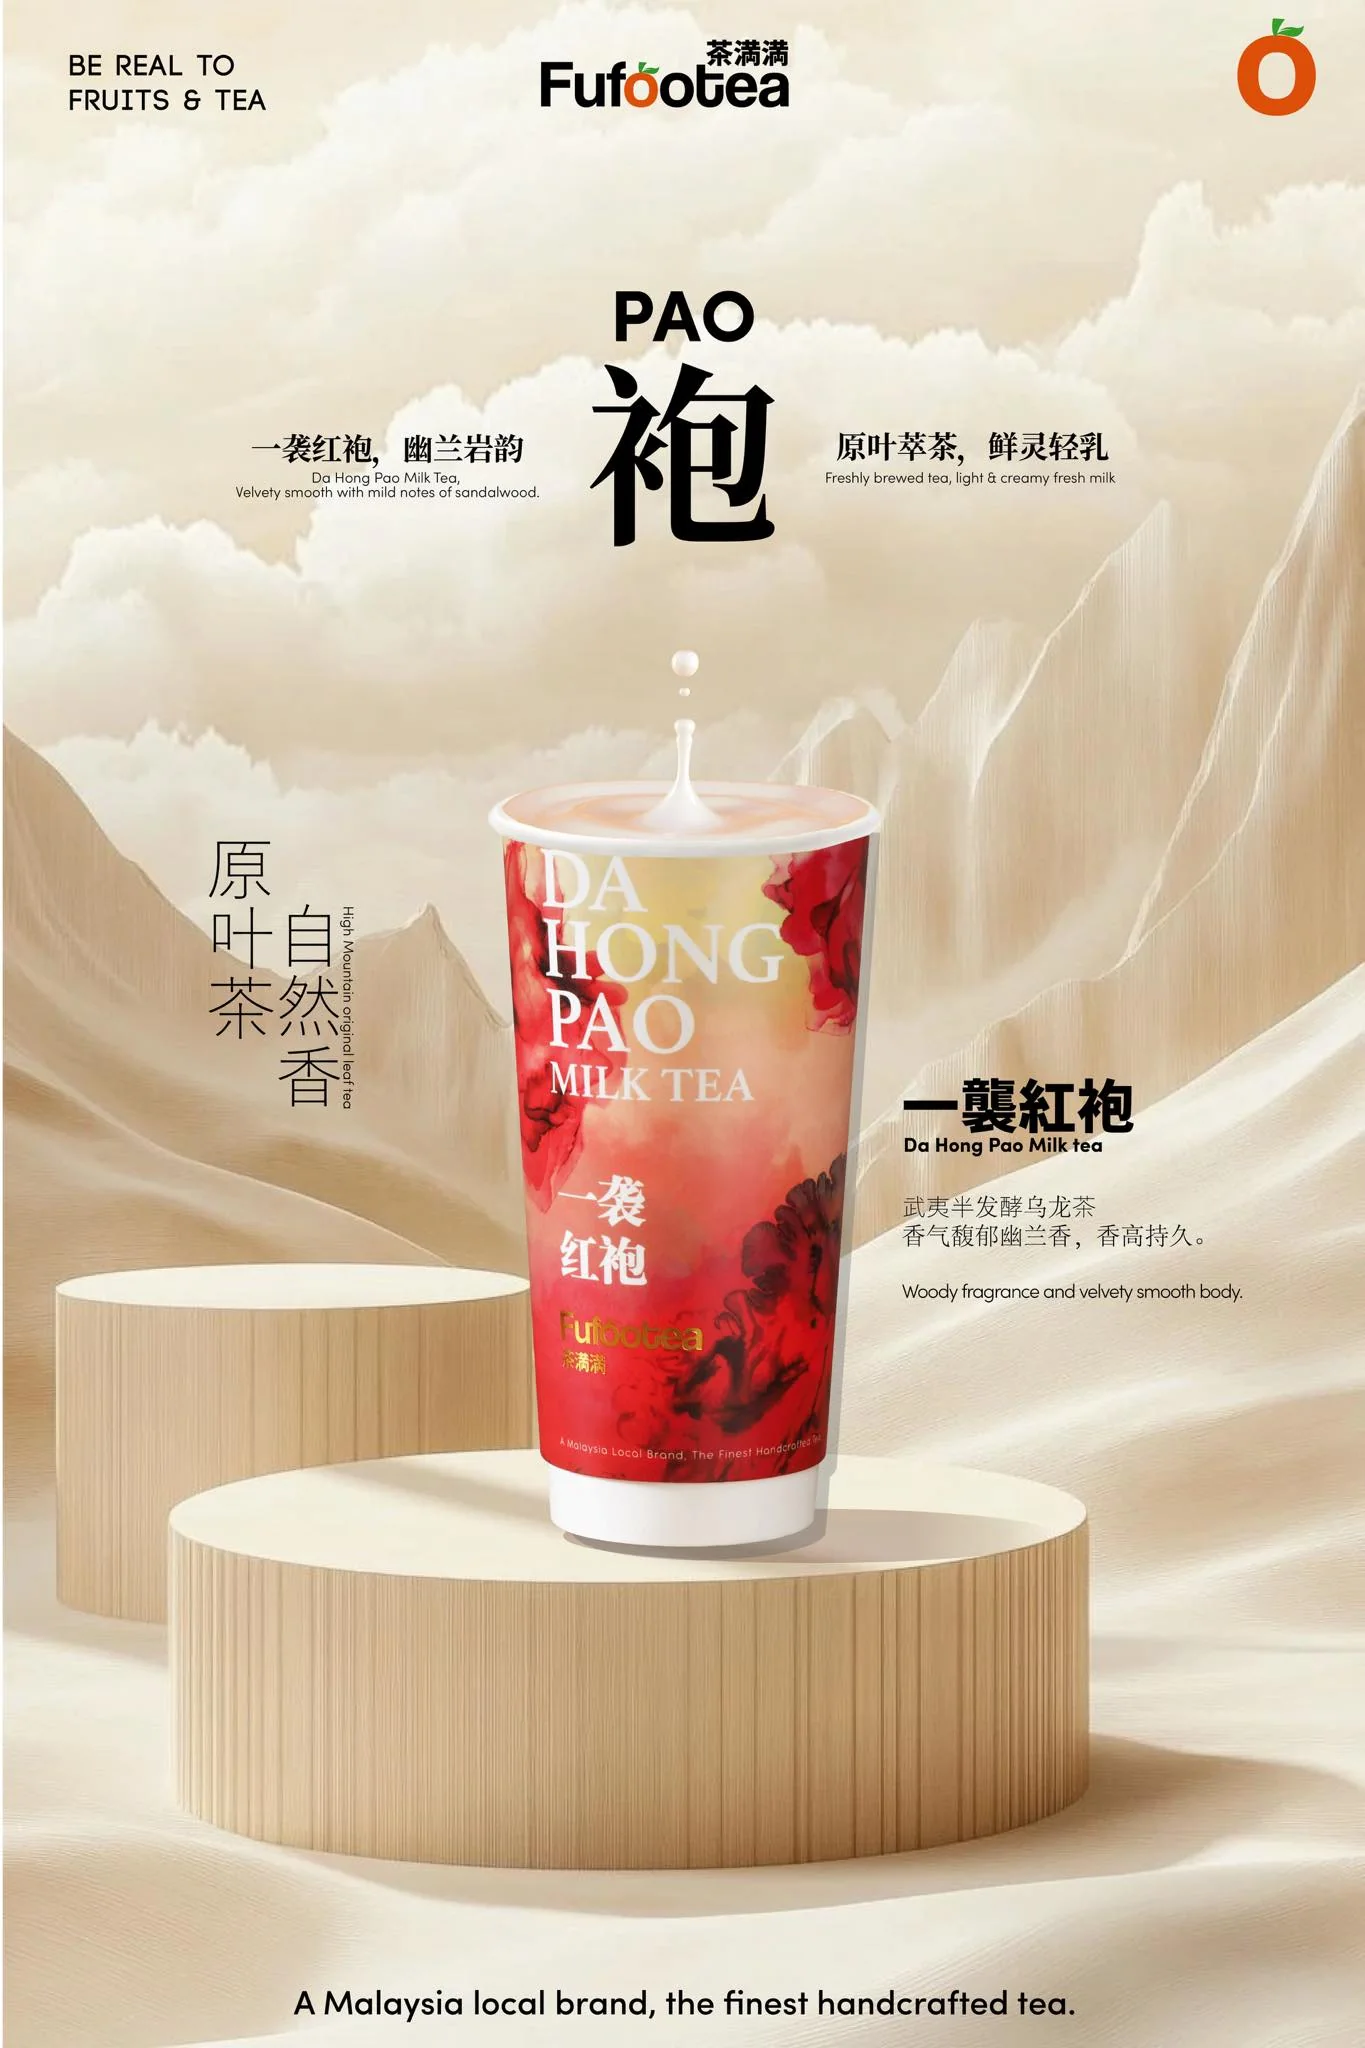 BE REAL TO
FRUITS & TEA
茶满满
Fufootea
O
PAO
袍
一袭红袍，幽兰岩韵
Da Hong Pao Milk Tea,
Velvety smooth with mild notes of sandalwood.
原叶萃茶，鲜灵轻乳
Freshly brewed tea, light & creamy fresh milk
原叶茶
自然香
High Mountain original leaf tea
DA
HONG
PAO
MILK TEA
一袭
红袍
Fufootea
茶满满
A Malaysia Local Brand, The Finest Handcrafted Tea
一襲紅袍
Da Hong Pao Milk tea
武夷半发酵乌龙茶
香气馥郁幽兰香，香高持久。
Woody fragrance and velvety smooth body.
A Malaysia local brand, the finest handcrafted tea.